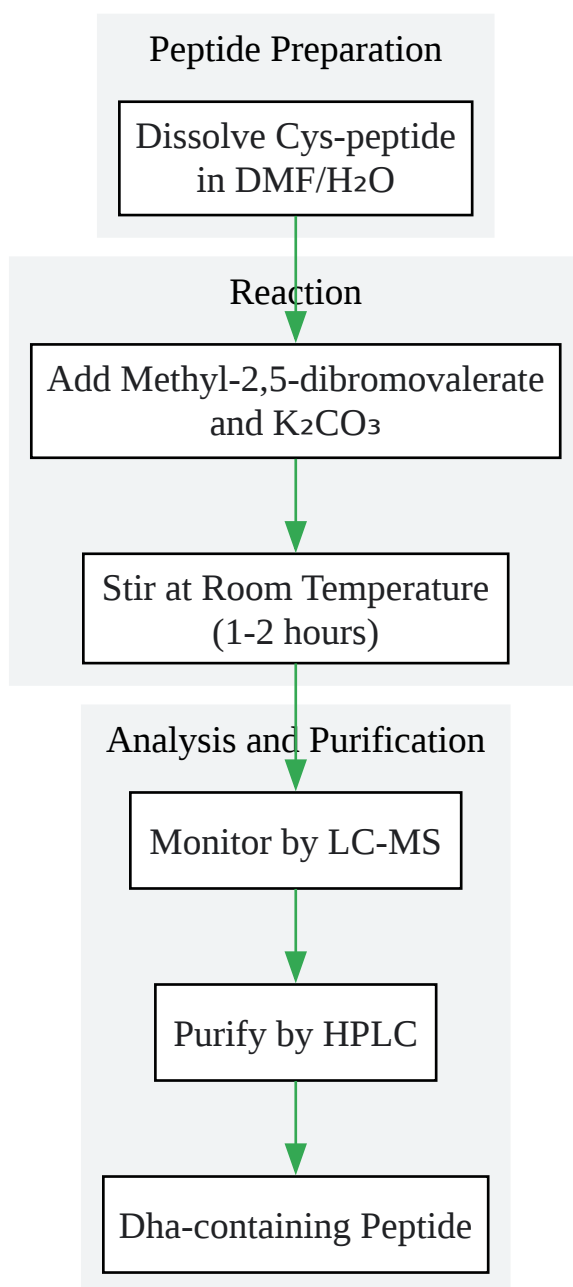 Peptide Preparation
Dissolve Cys-peptide
in DMF/H₂O
Reaction
Add Methyl-2,5-dibromovalerate
and K₂CO₃
Stir at Room Temperature
(1-2 hours)
Analysis and Purification
Monitor by LC-MS
Purify by HPLC
Dha-containing Peptide